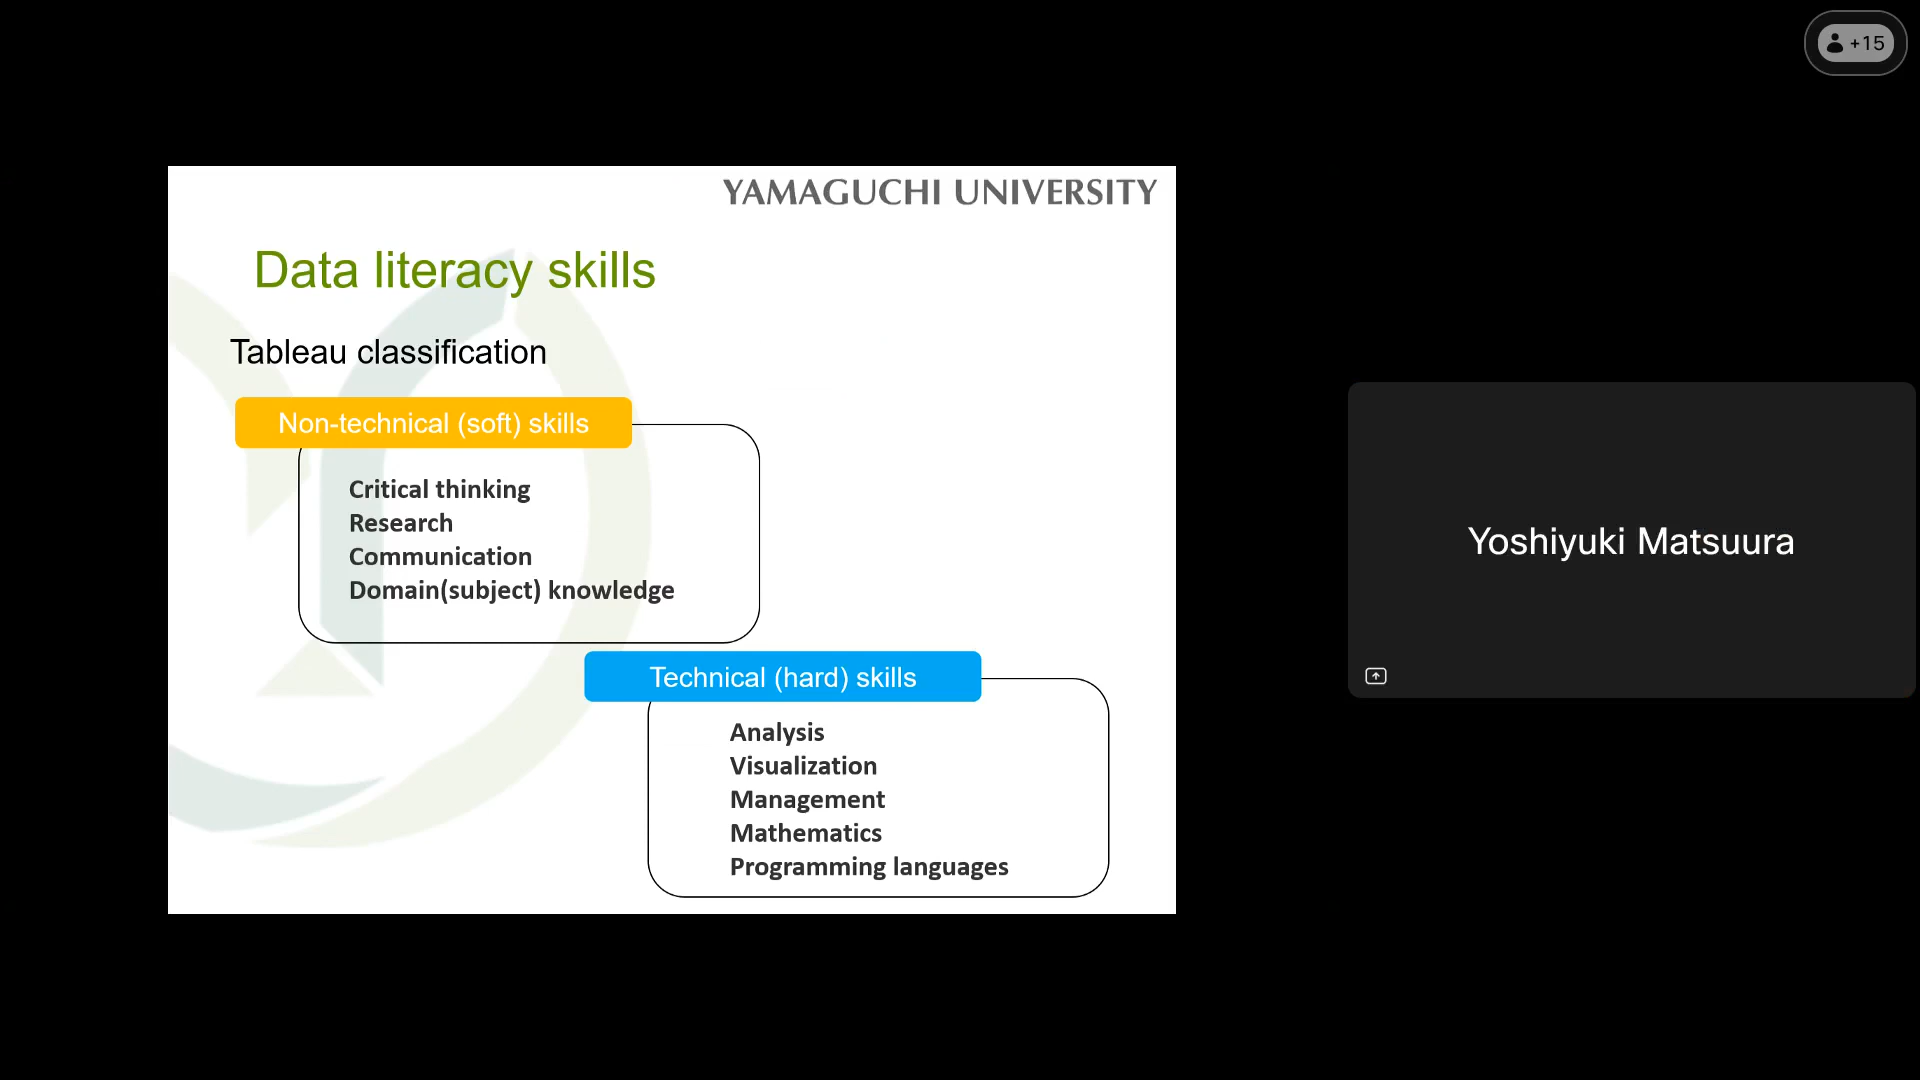 +15
YAMAGUCHI UNIVERSITY
Data literacy skills
Tableau classification
Non-technical (soft) skills
Critical thinking
Research
Communication
Domain(subject) knowledge
Technical (hard) skills
Analysis
Visualization
Management
Mathematics
Programming languages
Yoshiyuki Matsuura